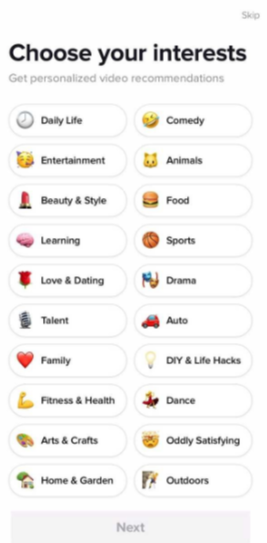 Skip
Choose your interests
Get personalized video recommendations
Daily Life
Comedy
Entertainment
Animals
Beauty & Style
Food
Learning
Sports
Love & Dating
Drama
Talent
Auto
Family
DIY & Life Hacks
Fitness & Health
Dance
Arts & Crafts
Oddly Satisfying
Home & Garden
Outdoors
Next